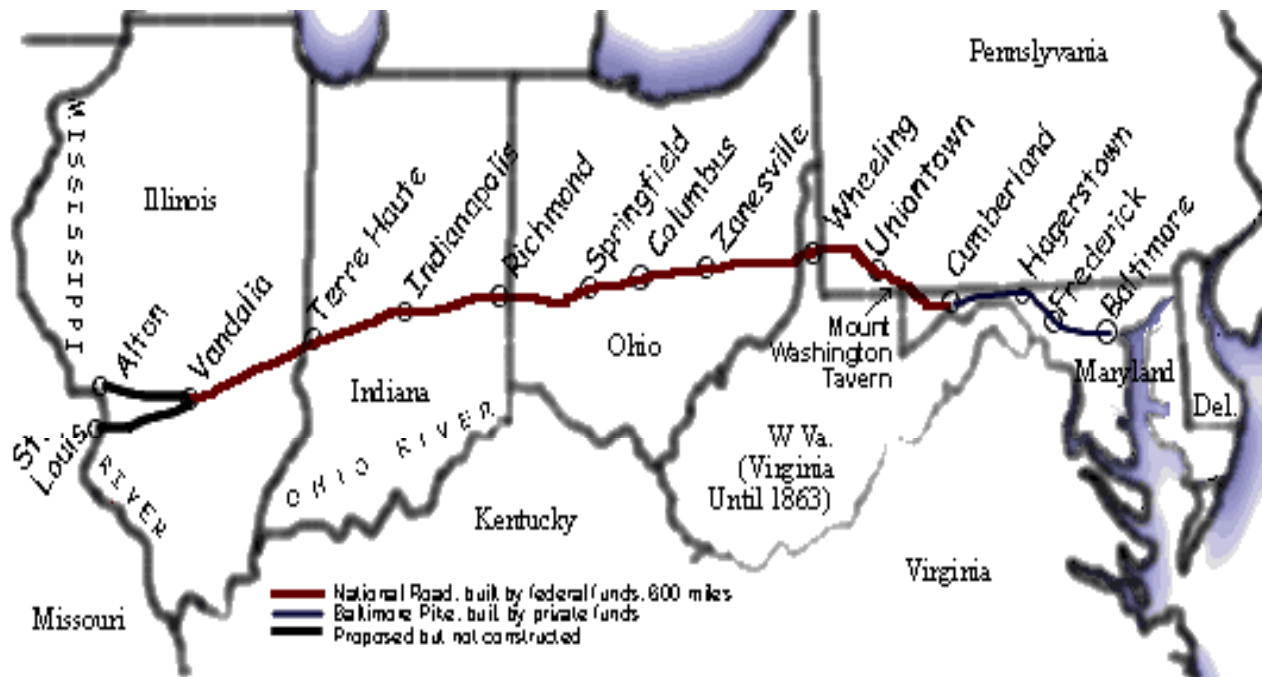 Pennslyvania
MISSISSIPPI
Illinois
Alton
Vandalia
Terre Haute
Indianapolis
Richmond
Springfield
Columbus
Zanesville
Wheeling
Uniontown
Cumberland
Hagerstown
Frederick
Baltimore
Mount
Washington
Tavern
Ohio
Indiana
Maryland
Del.
St.
Louis
RIVER
OHIO RIVER
W Va.
(Virginia
Until 1863)
Kentucky
Virginia
Missouri
National Road, built by federal funds, 600 miles
Baltimore Pike, built by private funds
Proposed but not constructed